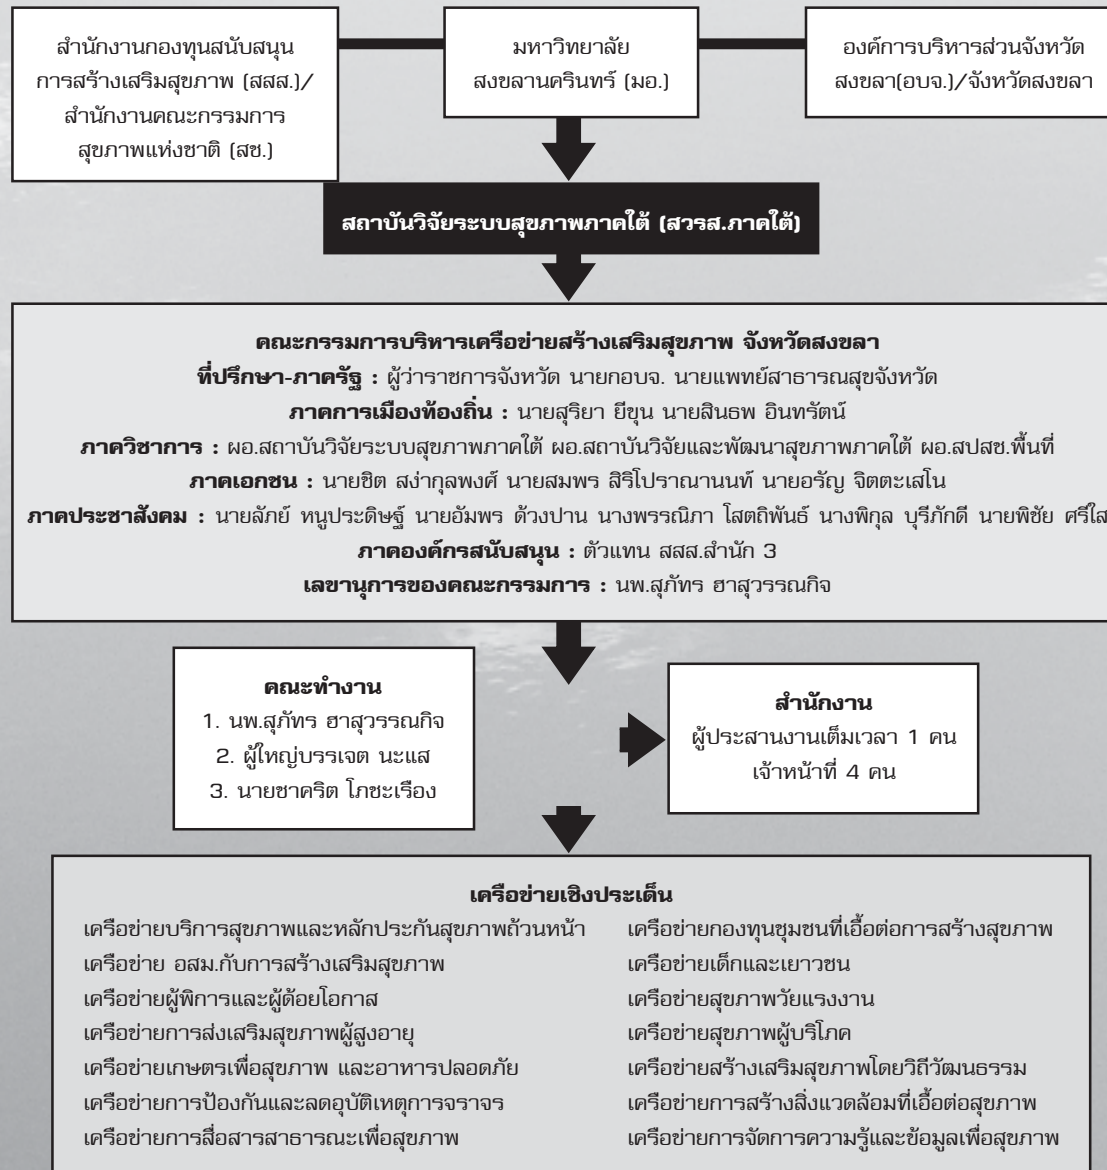 สำนักงานกองทุนสนับสนุน
การสร้างเสริมสุขภาพ (สสส.)/
สำนักงานคณะกรรมการ
สุขภาพแห่งชาติ (สช.)
มหาวิทยาลัย
สงขลานครินทร์ (มอ.)
องค์การบริหารส่วนจังหวัด
สงขลา(อบจ.)/จังหวัดสงขลา
สถาบันวิจัยระบบสุขภาพภาคใต้ (สวรส.ภาคใต้)
คณะกรรมการบริหารเครือข่ายสร้างเสริมสุขภาพ จังหวัดสงขลา
ที่ปรึกษา-ภาครัฐ : ผู้ว่าราชการจังหวัด นายกอบจ. นายแพทย์สาธารณสุขจังหวัด
ภาคการเมืองท้องถิ่น : นายสุริยา ยีขุน นายสินธพ อินทรัตน์
ภาควิชาการ : ผอ.สถาบันวิจัยระบบสุขภาพภาคใต้ ผอ.สถาบันวิจัยและพัฒนาสุขภาพภาคใต้ ผอ.สปสช.พื้นที่
ภาคเอกชน : นายชิต สง่ากุลพงศ์ นายสมพร สิริโปราณานนท์ นายอรัญ จิตตะเสโน
ภาคประชาสังคม : นายลัภย์ หนูประดิษฐ์ นายอัมพร ด้วงปาน นางพรรณิภา โสตถิพันธ์ นางพิกุล บุรีภักดี นายพิชัย ศรีใส
ภาคองค์กรสนับสนุน : ตัวแทน สสส.สำนัก 3
เลขานุการของคณะกรรมการ : นพ.สุภัทร ฮาสุวรรณกิจ
คณะทำงาน
1. นพ.สุภัทร ฮาสุวรรณกิจ
2. ผู้ใหญ่บรรเจต นะแส
3. นายชาคริต โภชะเรือง
สำนักงาน
ผู้ประสานงานเต็มเวลา 1 คน
เจ้าหน้าที่ 4 คน
เครือข่ายเชิงประเด็น
เครือข่ายบริการสุขภาพและหลักประกันสุขภาพถ้วนหน้า
เครือข่าย อสม.กับการสร้างเสริมสุขภาพ
เครือข่ายผู้พิการและผู้ด้อยโอกาส
เครือข่ายการส่งเสริมสุขภาพผู้สูงอายุ
เครือข่ายเกษตรเพื่อสุขภาพ และอาหารปลอดภัย
เครือข่ายการป้องกันและลดอุบัติเหตุการจราจร
เครือข่ายการสื่อสารสาธารณะเพื่อสุขภาพ
เครือข่ายกองทุนชุมชนที่เอื้อต่อการสร้างสุขภาพ
เครือข่ายเด็กและเยาวชน
เครือข่ายสุขภาพวัยแรงงาน
เครือข่ายสุขภาพผู้บริโภค
เครือข่ายสร้างเสริมสุขภาพโดยวิถีวัฒนธรรม
เครือข่ายการสร้างสิ่งแวดล้อมที่เอื้อต่อสุขภาพ
เครือข่ายการจัดการความรู้และข้อมูลเพื่อสุขภาพ